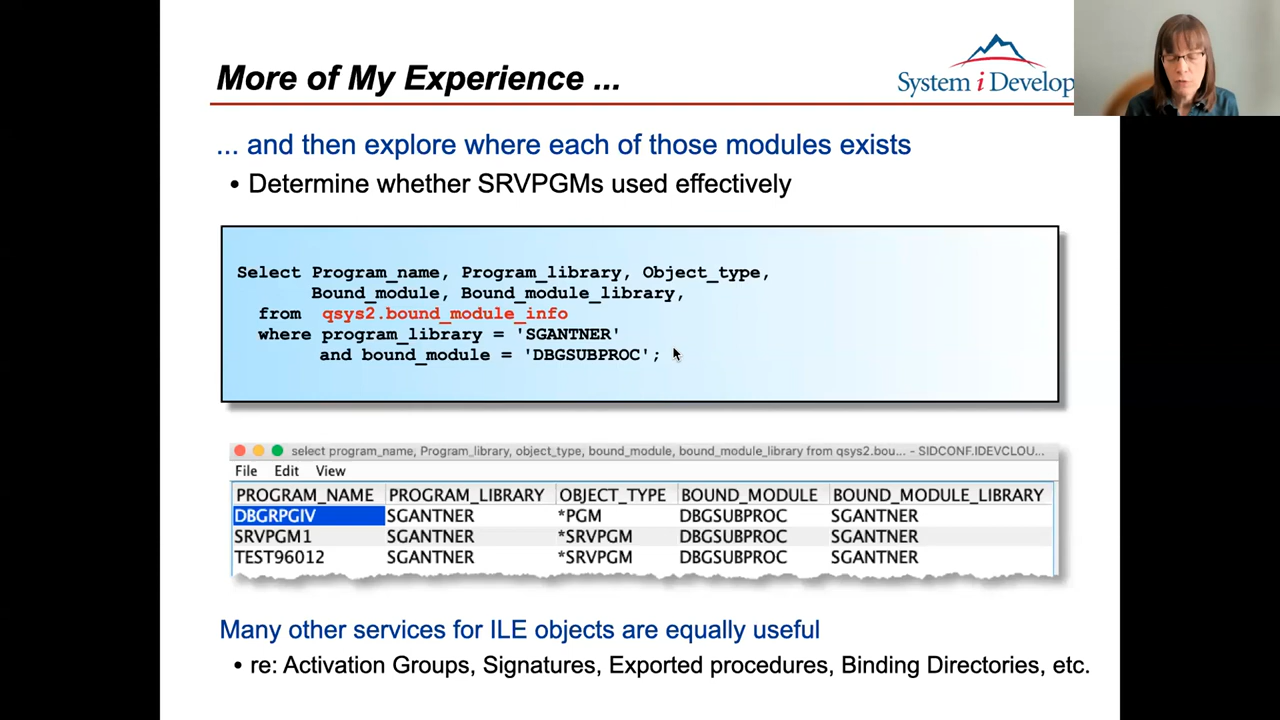 More of My Experience ...
System i Develop
... and then explore where each of those modules exists
• Determine whether SRVPGMs used effectively
Select Program_name, Program_library, Object_type,
Bound_module, Bound_module_library,
from qsys2.bound_module_info
where program_library = 'SGANTNER'
and bound_module = 'DBGSUBPROC';
select program_name, Program_library, object_type, bound_module, bound_module_library from qsys2.bou... - SIDCONF.IDEVCLOU...
File Edit View
PROGRAM_NAME PROGRAM_LIBRARY OBJECT_TYPE BOUND_MODULE BOUND_MODULE_LIBRARY
DBGRPGIV SGANTNER *PGM DBGSUBPROC SGANTNER
SRVPGM1 SGANTNER *SRVPGM DBGSUBPROC SGANTNER
TEST96012 SGANTNER *SRVPGM DBGSUBPROC SGANTNER
Many other services for ILE objects are equally useful
• re: Activation Groups, Signatures, Exported procedures, Binding Directories, etc.